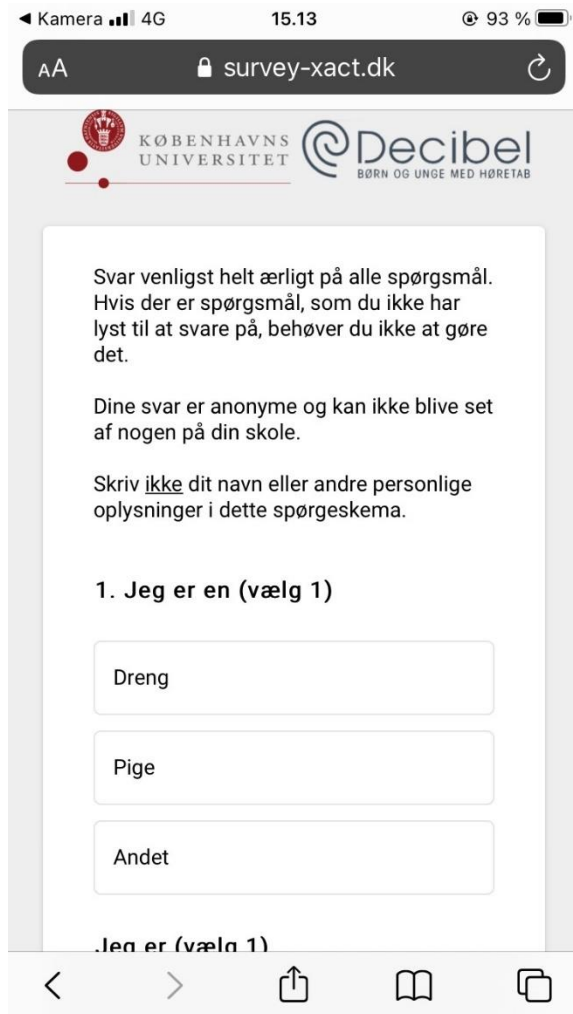 ◀ Kamera 4G 15.13 93 %
AA survey-xact.dk
KØBENHAVNS
UNIVERSITET
Decibel
BØRN OG UNGE MED HØRETAB
Svar venligst helt ærligt på alle spørgsmål.
Hvis der er spørgsmål, som du ikke har
lyst til at svare på, behøver du ikke at gøre
det.
Dine svar er anonyme og kan ikke blive set
af nogen på din skole.
Skriv ikke dit navn eller andre personlige
oplysninger i dette spørgeskema.
1. Jeg er en (vælg 1)
Dreng
Pige
Andet
Jeg er (vælg 1)